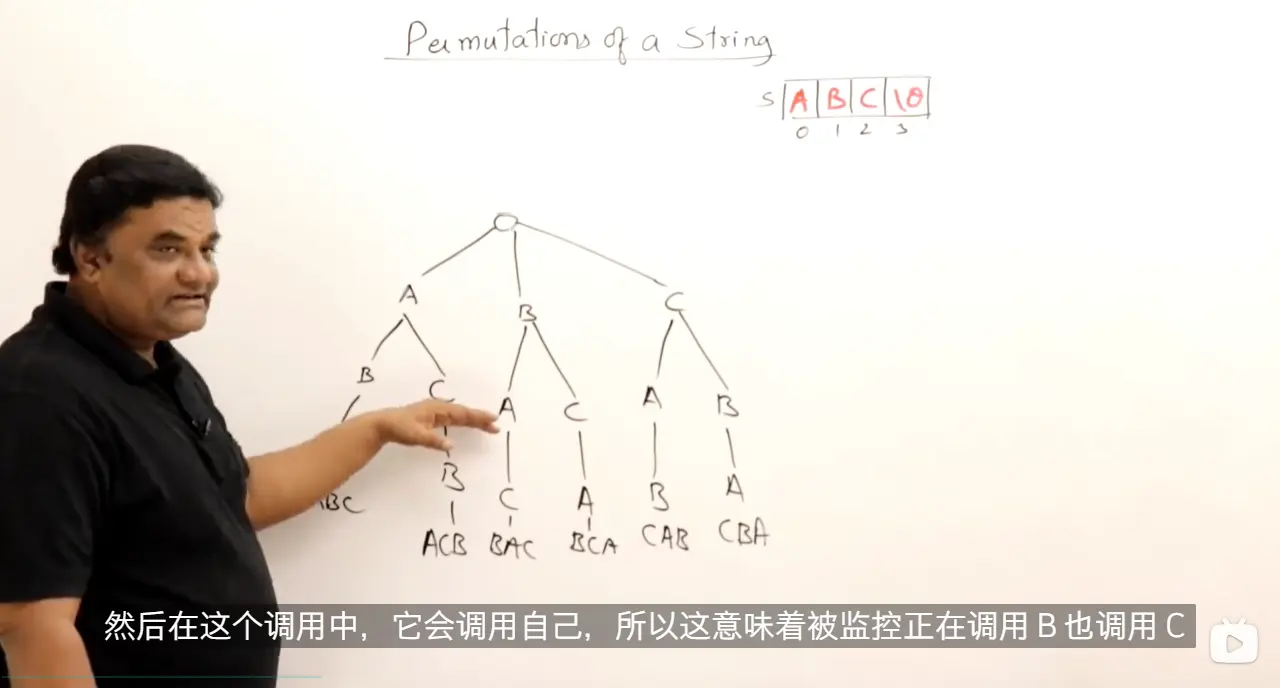 Permutations of a String
S A B C \0
0 1 2 3
A B C
B C A C A B
B C A B A
ABC ACB BAC BCA CAB CBA
然后在这个调用中，它会调用自己，所以这意味着被监控正在调用 B 也调用 C